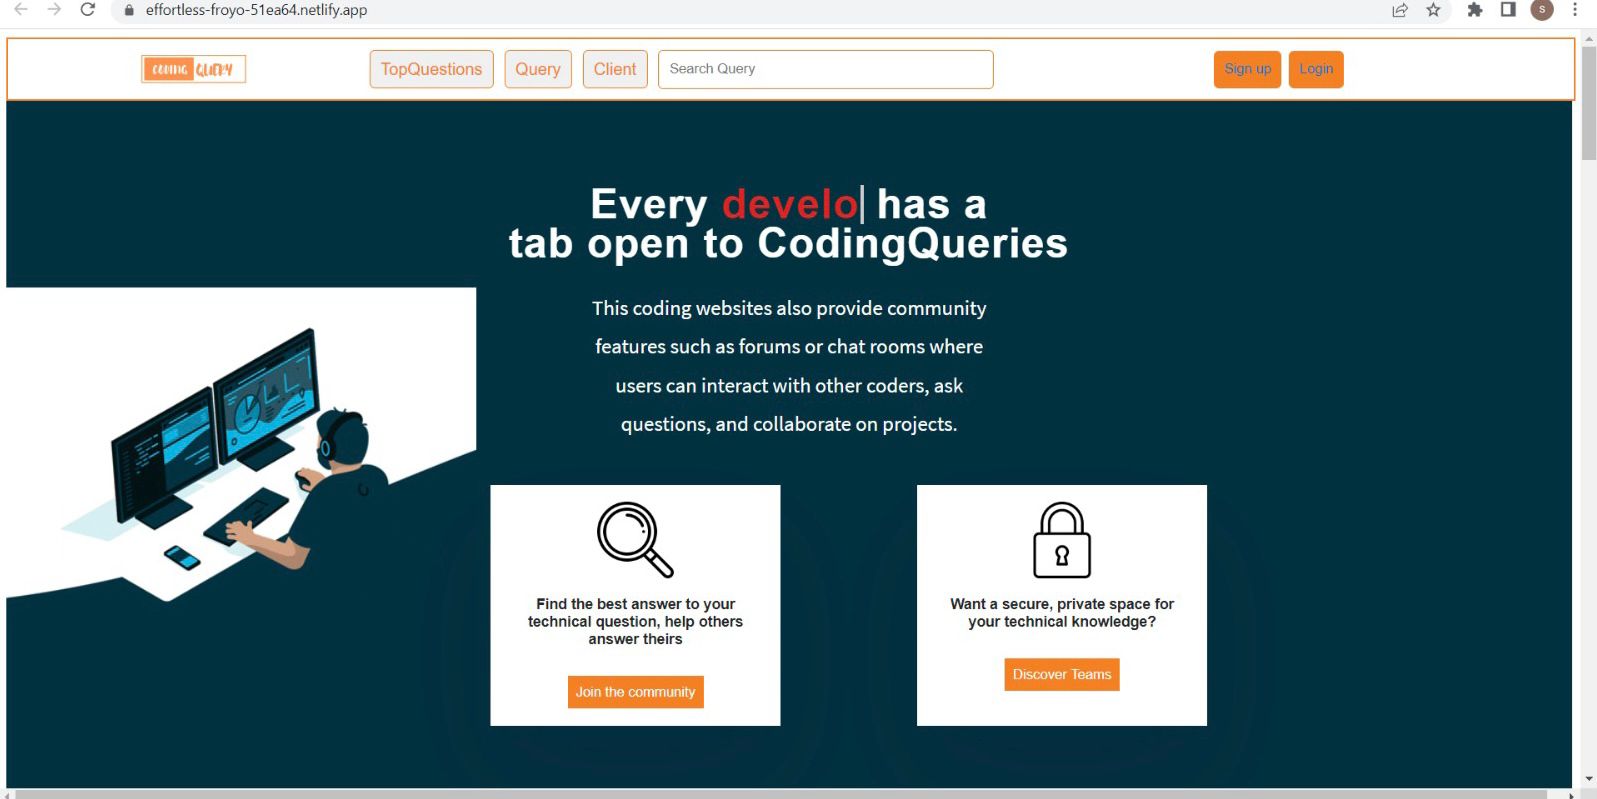 effortless-froyo-51ea64.netlify.app
S
CODING QUERY
TopQuestions
Query
Client
Search Query
Sign up
Login
Every develo has a
tab open to CodingQueries
This coding websites also provide community
features such as forums or chat rooms where
users can interact with other coders, ask
questions, and collaborate on projects.
Find the best answer to your
technical question, help others
answer theirs
Join the community
Want a secure, private space for
your technical knowledge?
Discover Teams